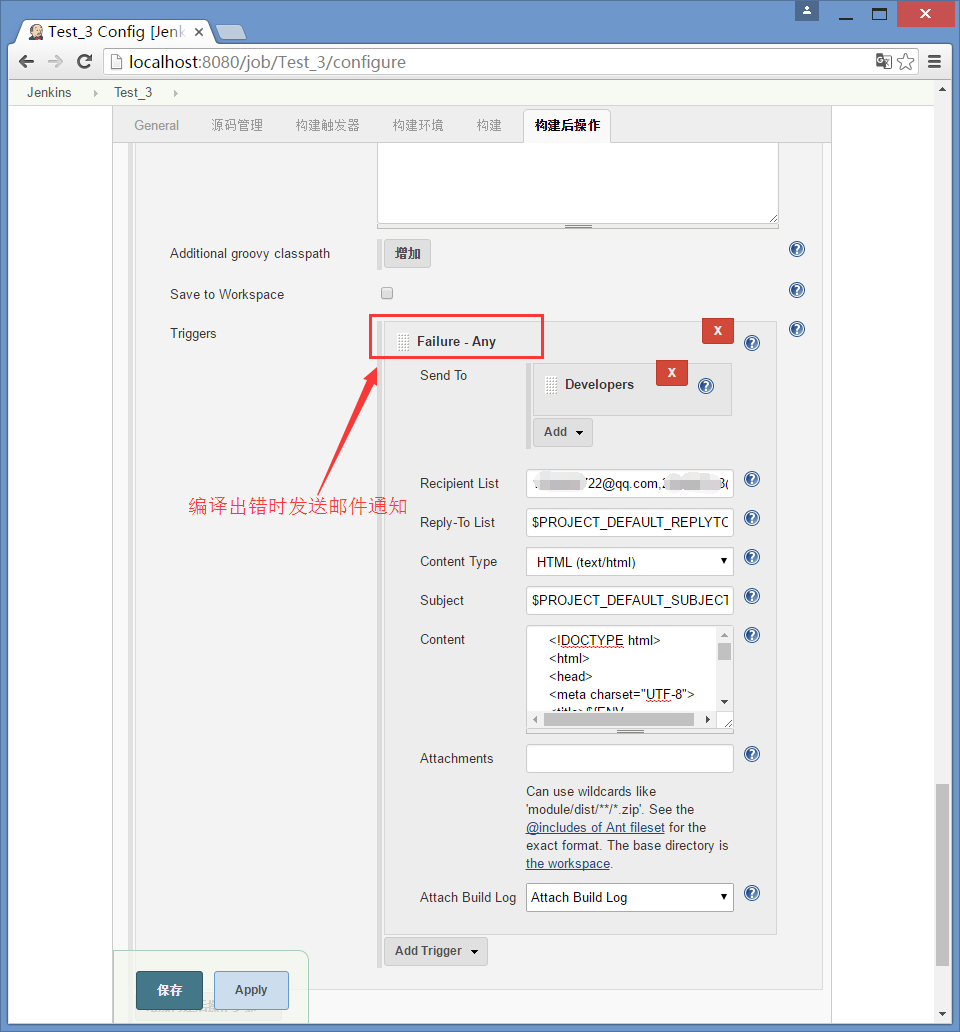 Test_3 Config [Jenk
localhost:8080/job/Test_3/configure
Jenkins Test_3
General 源码管理 构建触发器 构建环境 构建 构建后操作
Additional groovy classpath 增加
Save to Workspace
Triggers
Failure - Any X
Send To
Developers X
Add
Recipient List 722@qq.com,
Reply-To List $PROJECT_DEFAULT_REPLYTO
Content Type HTML (text/html)
Subject $PROJECT_DEFAULT_SUBJECT
Content
<!DOCTYPE html>
<html>
<head>
<meta charset="UTF-8">
<title>${ENV
编译出错时发送邮件通知
Attachments
Can use wildcards like
'module/dist/**/*.zip'. See the
@includes of Ant fileset for the
exact format. The base directory is
the workspace.
Attach Build Log Attach Build Log
Add Trigger
保存 Apply